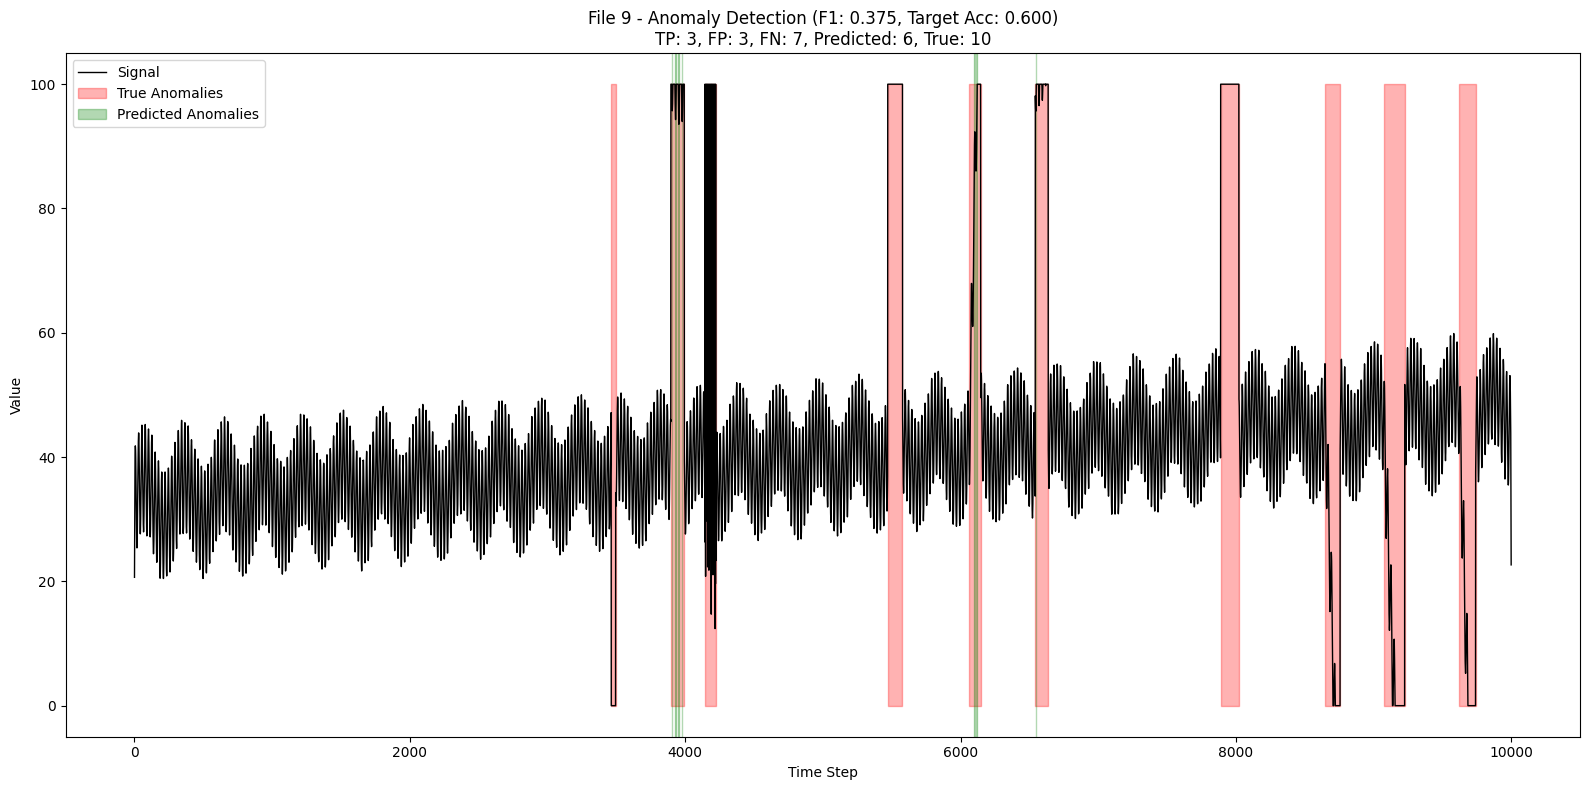 File 9 - Anomaly Detection (F1: 0.375, Target Acc: 0.600)
TP: 3, FP: 3, FN: 7, Predicted: 6, True: 10
Signal
True Anomalies
Predicted Anomalies
100
80
60
40
20
0
Value
0
2000
4000
6000
8000
10000
Time Step